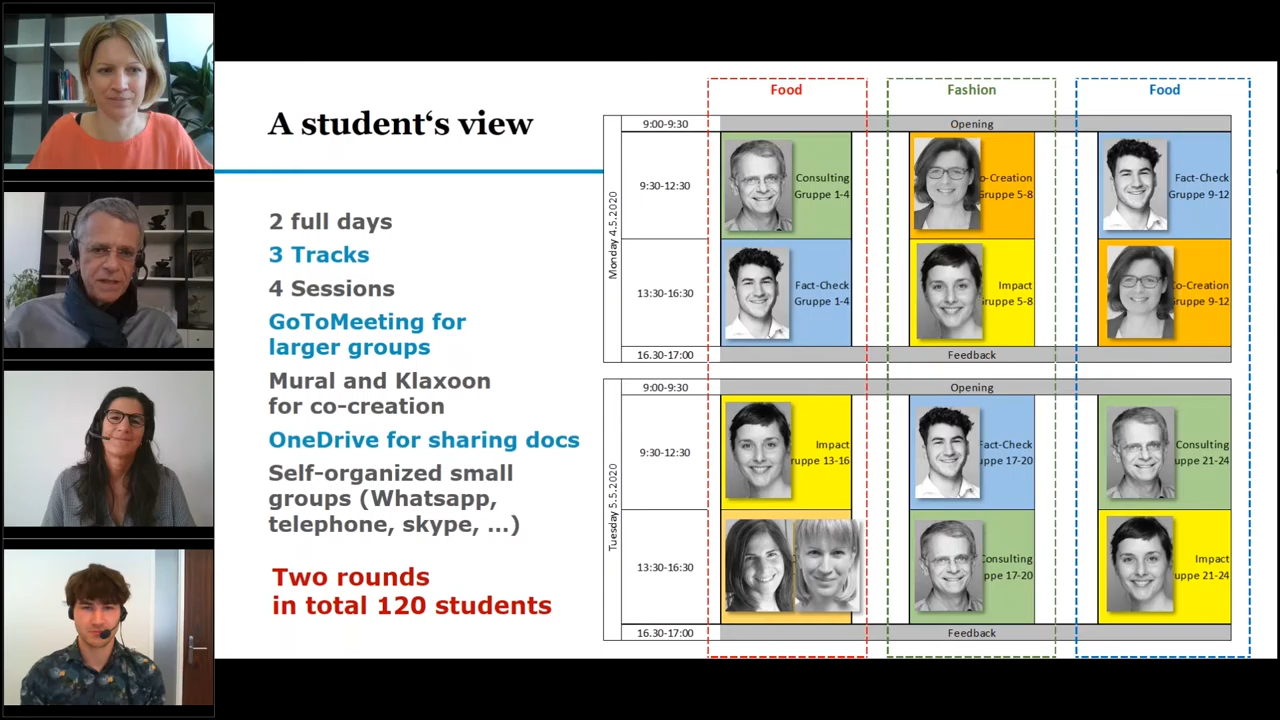 A student‘s view
2 full days
3 Tracks
4 Sessions
GoToMeeting for
larger groups
Mural and Klaxoon
for co-creation
OneDrive for sharing docs
Self-organized small
groups (Whatsapp,
telephone, skype, ...)
Two rounds
in total 120 students
Food
Fashion
Food
Monday 4.5.2020
9:00-9:30
Opening
9:30-12:30
Consulting
Gruppe 1-4
o-Creation
Gruppe 5-8
Fact-Check
Gruppe 9-12
13:30-16:30
Fact-Check
Gruppe 1-4
Impact
Gruppe 5-8
o-Creation
Gruppe 9-12
16.30-17:00
Feedback
Tuesday 5.5.2020
9:00-9:30
Opening
9:30-12:30
Impact
ruppe 13-16
Fact-Check
uppe 17-20
Consulting
uppe 21-24
13:30-16:30
Consulting
ppe 17-20
Impact
uppe 21-24
16.30-17:00
Feedback